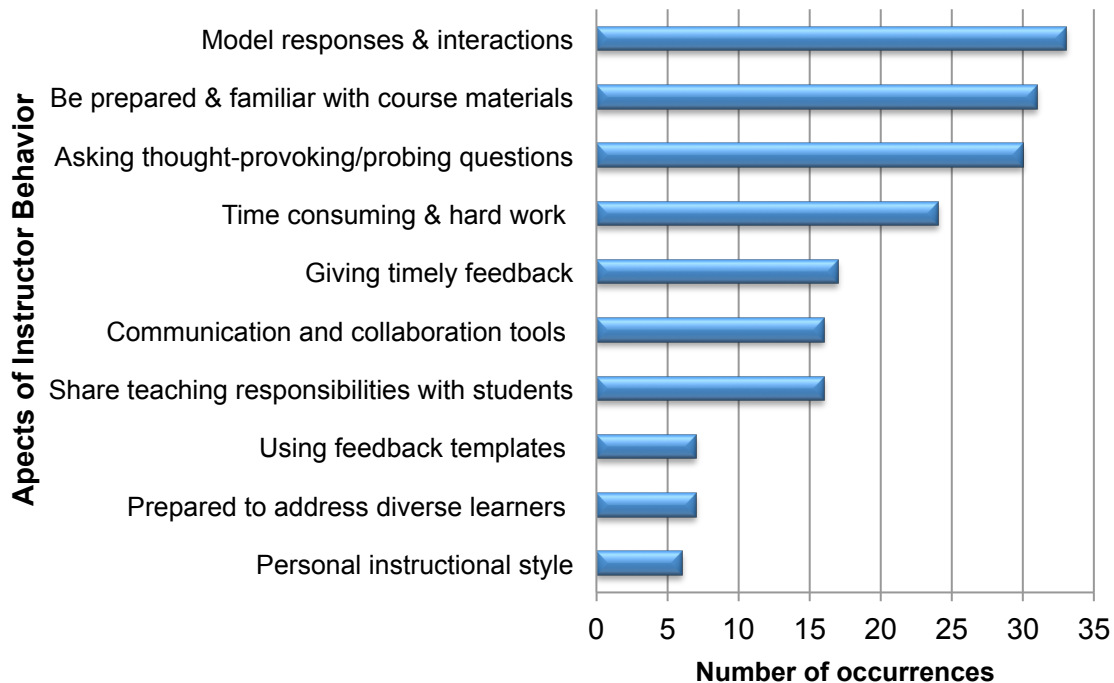 Apects of Instructor Behavior
Model responses & interactions
Be prepared & familiar with course materials
Asking thought-provoking/probing questions
Time consuming & hard work
Giving timely feedback
Communication and collaboration tools
Share teaching responsibilities with students
Using feedback templates
Prepared to address diverse learners
Personal instructional style
0 5 10 15 20 25 30 35
Number of occurrences